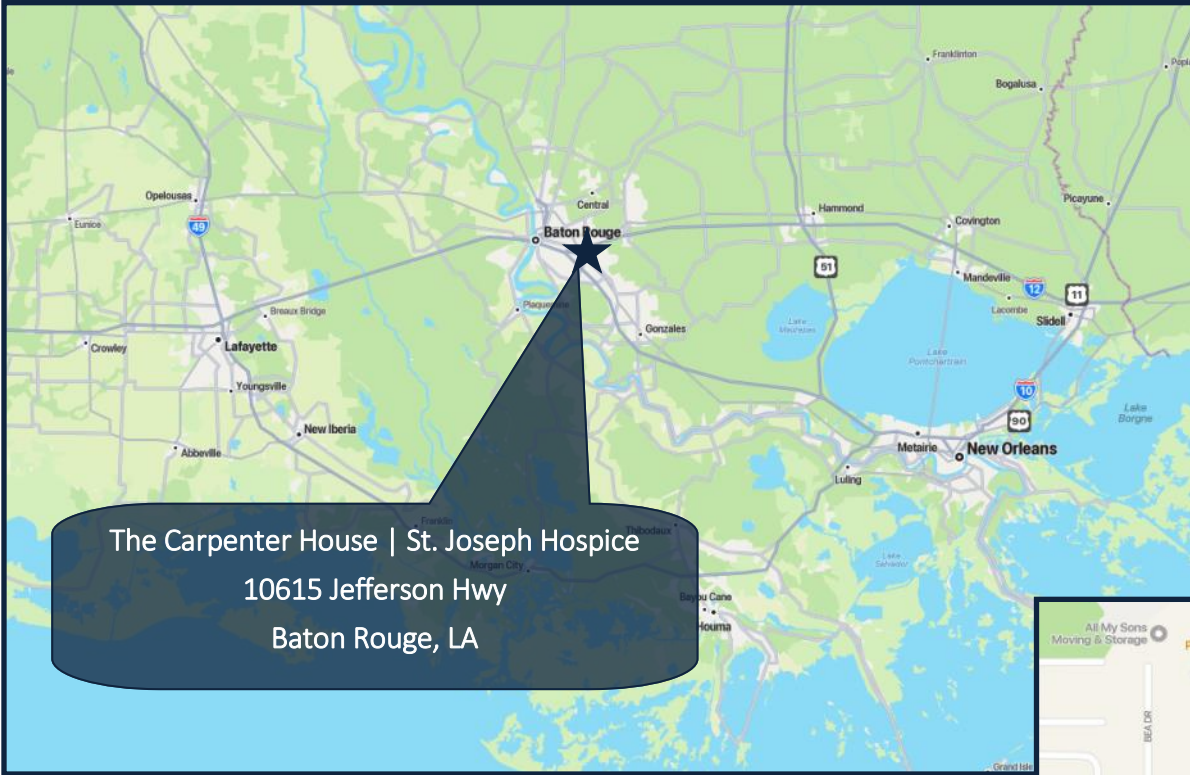 Franklinton
Bogalusa
Opelousas
Eunice
49
Central
Baton Rouge
Hammond
Covington
Picayune
51
Mandeville
12
11
Lacombe
Slidell
Breaux Bridge
Plaquemine
Gonzales
Lake
Maurepas
Lake
Pontchartrain
Crowley
Lafayette
10
Youngsville
90
Lake
Borgne
New Iberia
Metairie
New Orleans
Abbeville
Luling
Franklin
Thibodaux
The Carpenter House | St. Joseph Hospice
10615 Jefferson Hwy
Baton Rouge, LA
Morgan City
Lake
Salvador
Bayou Cane
Houma
All My Sons
Moving & Storage
BEA DR
Grand Isle